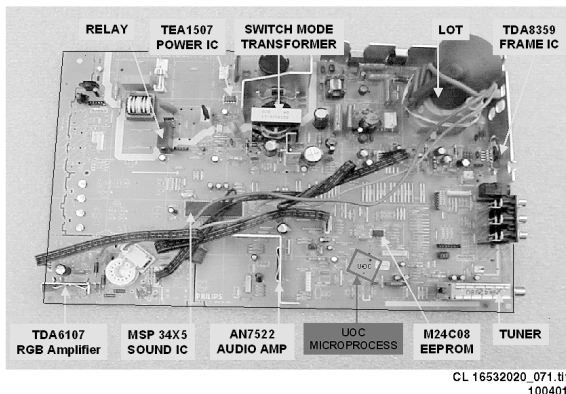 RELAY
TEA1507
POWER IC
SWITCH MODE
TRANSFORMER
LOT
TDA8359
FRAME IC
UOC
PHILIPS
TDA6107
RGB Amplifier
MSP 34X5
SOUND IC
AN7522
AUDIO AMP
UOC
MICROPROCESS
M24C08
EEPROM
TUNER
CL 16532020_071.ti
100401